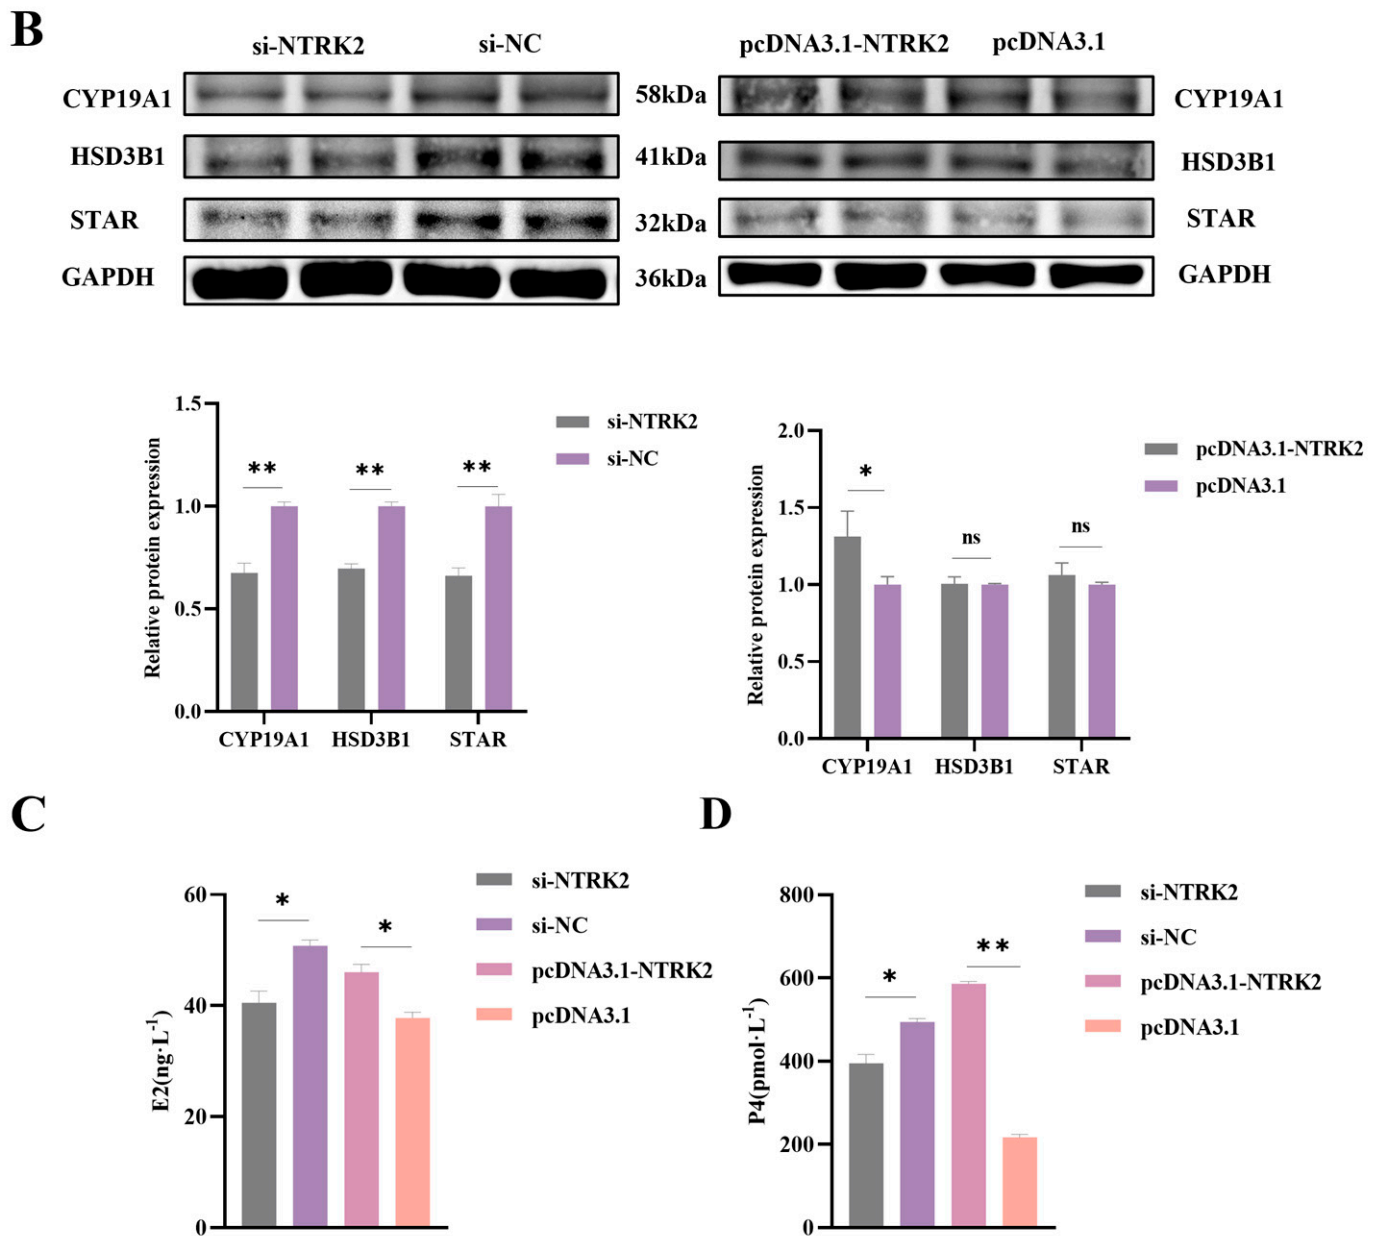 B
si-NTRK2 si-NC pcDNA3.1-NTRK2 pcDNA3.1
CYP19A1 58kDa CYP19A1
HSD3B1 41kDa HSD3B1
STAR 32kDa STAR
GAPDH 36kDa GAPDH
Relative protein expression
1.5
1.0
0.5
0.0
** ** **
CYP19A1 HSD3B1 STAR
si-NTRK2
si-NC
Relative protein expression
2.0
1.5
1.0
0.5
0.0
* ns ns
CYP19A1 HSD3B1 STAR
pcDNA3.1-NTRK2
pcDNA3.1
C
E2(ng·L⁻¹)
60
40
20
0
* *
si-NTRK2
si-NC
pcDNA3.1-NTRK2
pcDNA3.1
D
P4(pmol·L⁻¹)
800
600
400
200
0
* **
si-NTRK2
si-NC
pcDNA3.1-NTRK2
pcDNA3.1